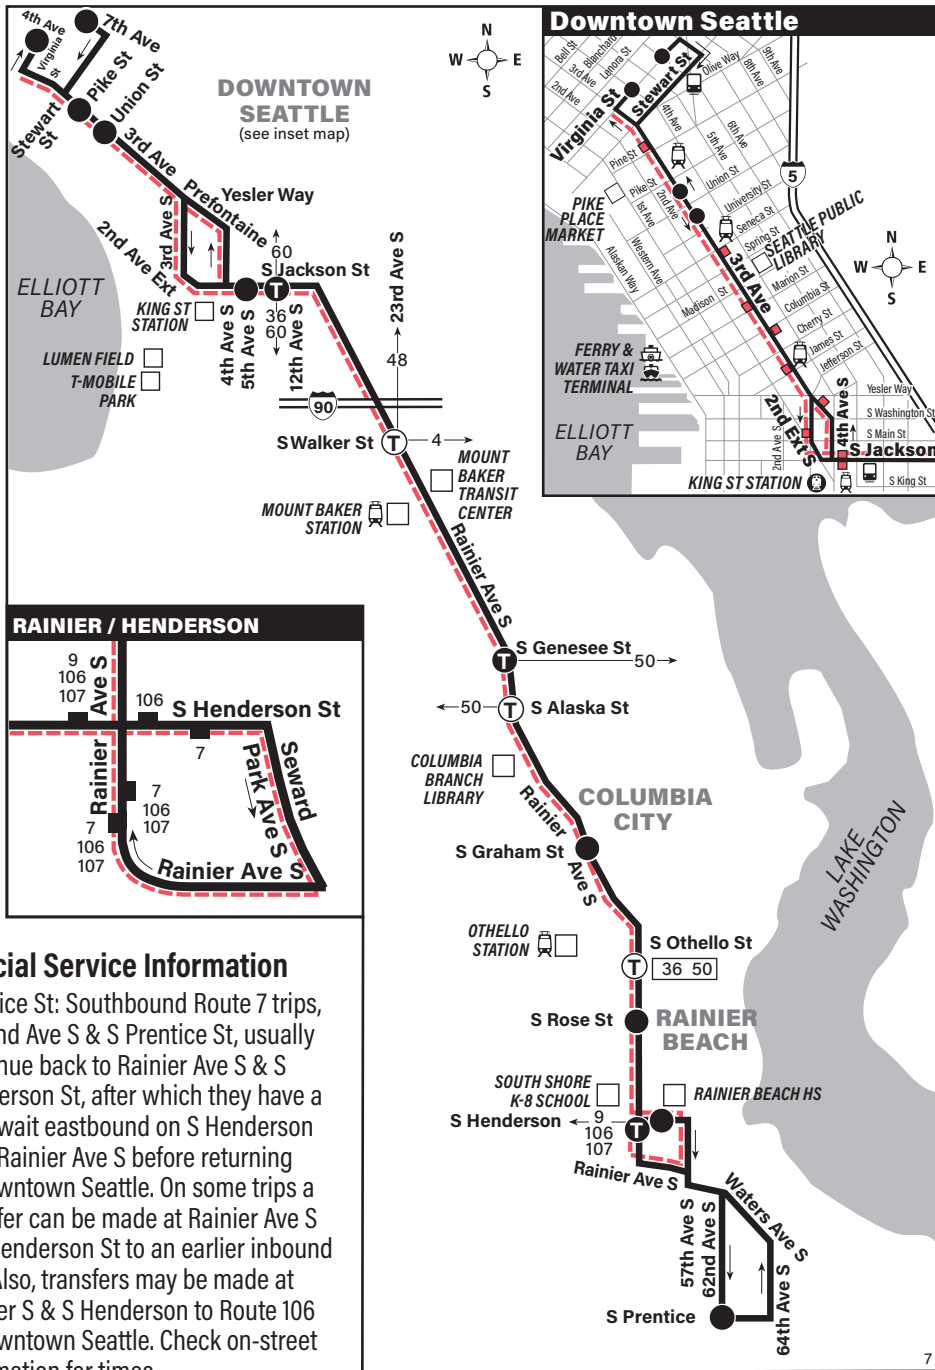 4th Ave
7th Ave
Virginia
St
Pike St
Union St
Stewart
St
3rd Ave
DOWNTOWN
SEATTLE
(see inset map)
N
W E
S
Prefontaine
Yesler Way
3rd Ave S
2nd Ave Ext
60
S Jackson St
T
36
60
4th Ave S
5th Ave S
12th Ave S
23rd Ave S
48
ELLIOTT
BAY
KING ST
STATION
LUMEN FIELD
T-MOBILE
PARK
90
S Walker St
T
4
MOUNT
BAKER
TRANSIT
CENTER
MOUNT BAKER
STATION
Rainier Ave S
S Genesee St
T
50
50
T
S Alaska St
COLUMBIA
BRANCH
LIBRARY
Rainier
Ave S
COLUMBIA
CITY
S Graham St
OTHELLO
STATION
S Othello St
T
36 50
S Rose St
RAINIER
BEACH
SOUTH SHORE
K-8 SCHOOL
RAINIER BEACH HS
S Henderson
9
106
107
T
Rainier Ave S
57th Ave S
62nd Ave S
Waters Ave S
64th Ave S
S Prentice
LAKE
WASHINGTON
7
Downtown Seattle
Bell St
Blanchard
Lenora St
3rd Ave
2nd Ave
Virginia St
Stewart St
Olive Way
9th Ave
8th Ave
4th Ave
5th Ave
6th Ave
Pine St
Pike St
Union St
University St
Seneca St
Spring St
5
PIKE
PLACE
MARKET
1st Ave
2nd Ave
Western Ave
Alaskan Way
SEATTLE PUBLIC
LIBRARY
3rd Ave
Marion St
Madison St
Columbia St
Cherry St
James St
Jefferson St
N
W E
S
FERRY &
WATER TAXI
TERMINAL
ELLIOTT
BAY
Yesler Way
S Washington St
S Main St
S Jackson
S King St
2nd Ave S
2nd Ext S
4th Ave S
KING ST STATION
RAINIER / HENDERSON
9
106
107
Ave S
106
S Henderson St
7
Rainier
7
106
107
7
106
107
Seward
Park Ave S
Rainier Ave S
cial Service Information
ice St: Southbound Route 7 trips,
nd Ave S & S Prentice St, usually
nue back to Rainier Ave S & S
erson St, after which they have a
wait eastbound on S Henderson
Rainier Ave S before returning
wntown Seattle. On some trips a
fer can be made at Rainier Ave S
enderson St to an earlier inbound
Also, transfers may be made at
er S & S Henderson to Route 106
wntown Seattle. Check on-street
mation for times